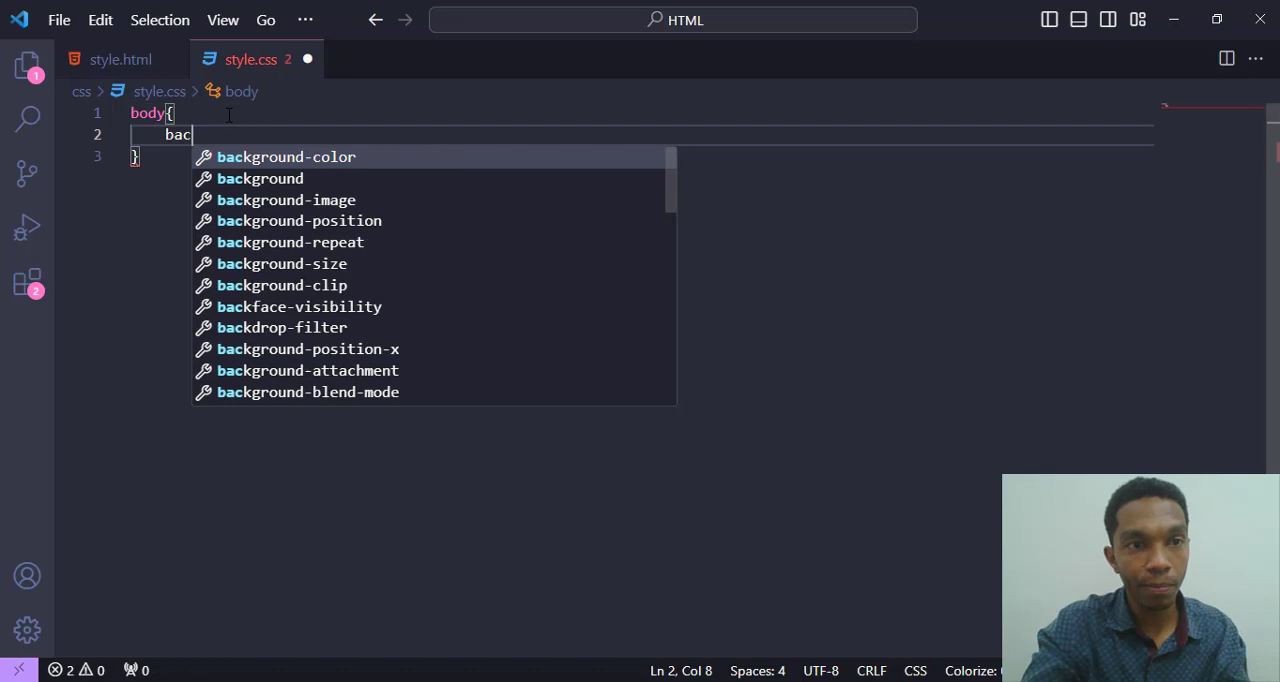 File Edit Selection View Go ··· HTML
1
2
style.html style.css 2
css > style.css > body
1 body{
2 bac
3 }
background-color
background
background-image
background-position
background-repeat
background-size
background-clip
backface-visibility
backdrop-filter
background-position-x
background-attachment
background-blend-mode
2 0 0 Ln 2, Col 8 Spaces: 4 UTF-8 CRLF CSS Colorize: